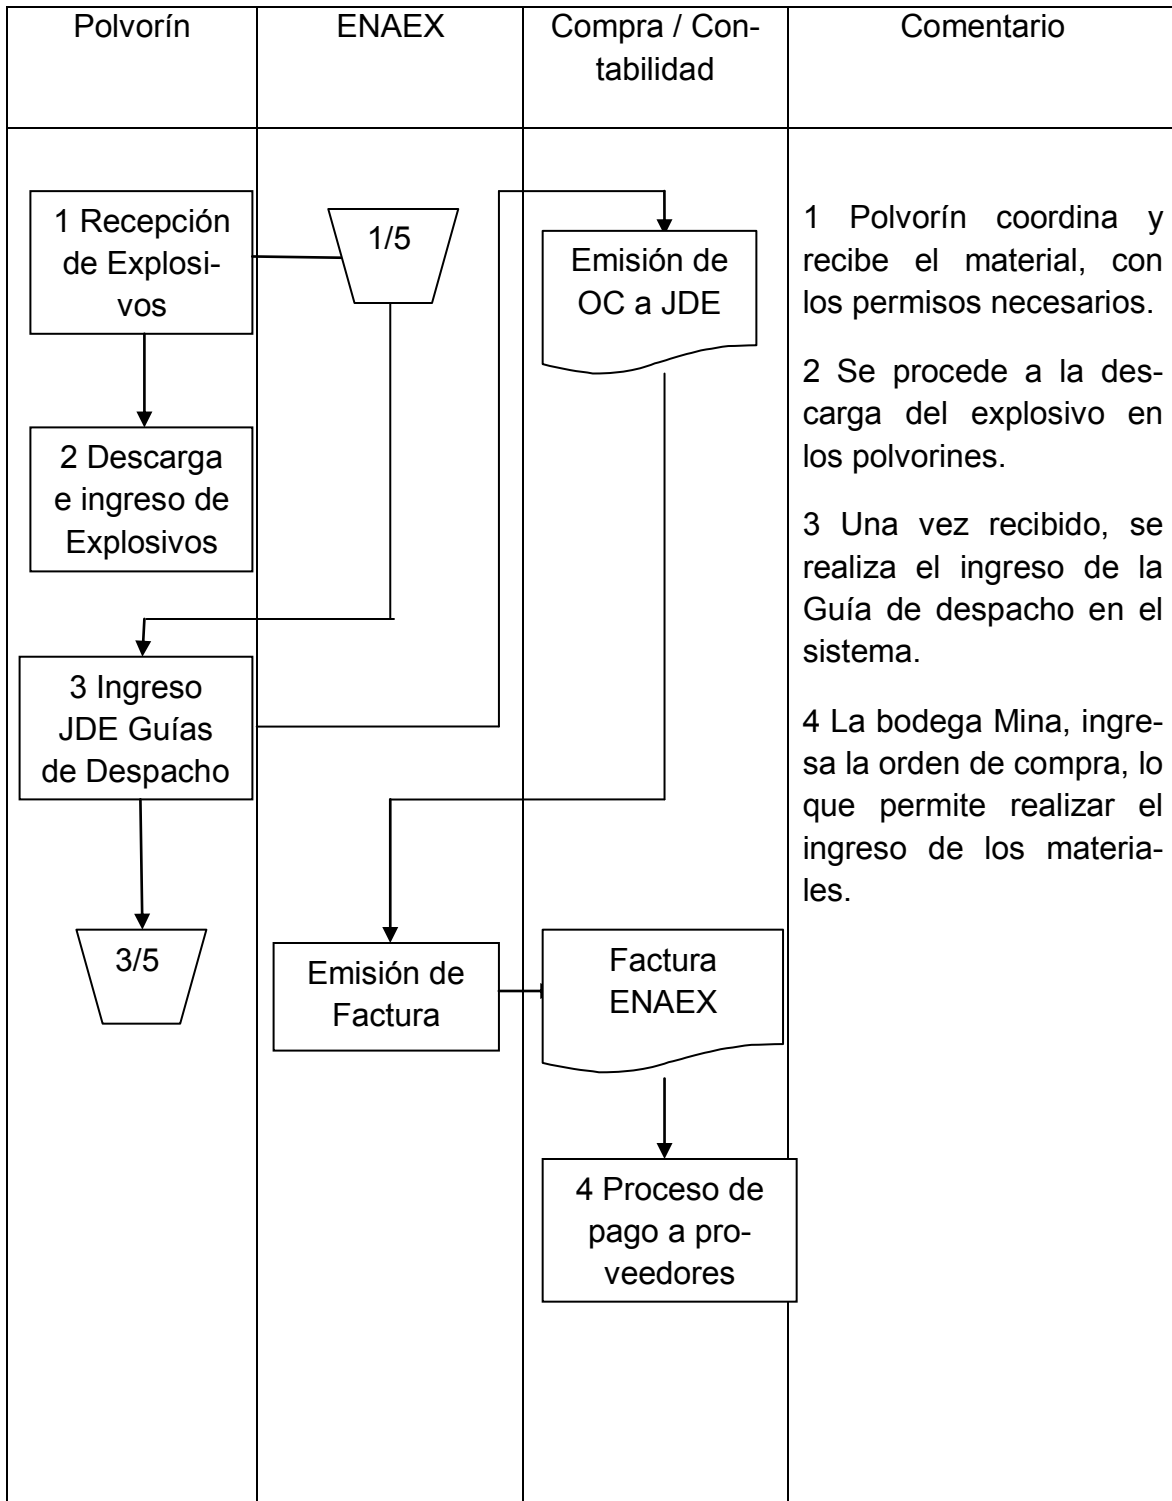 Polvorín
ENAEX
Compra / Con-
tabilidad
Comentario
1 Recepción
de Explosi-
vos
1/5
Emisión de
OC a JDE
2 Descarga
e ingreso de
Explosivos
3 Ingreso
JDE Guías
de Despacho
3/5
Emisión de
Factura
Factura
ENAEX
4 Proceso de
pago a pro-
veedores
1 Polvorín coordina y
recibe el material, con
los permisos necesarios.
2 Se procede a la des-
carga del explosivo en
los polvorines.
3 Una vez recibido, se
realiza el ingreso de la
Guía de despacho en el
sistema.
4 La bodega Mina, ingre-
sa la orden de compra, lo
que permite realizar el
ingreso de los materia-
les.